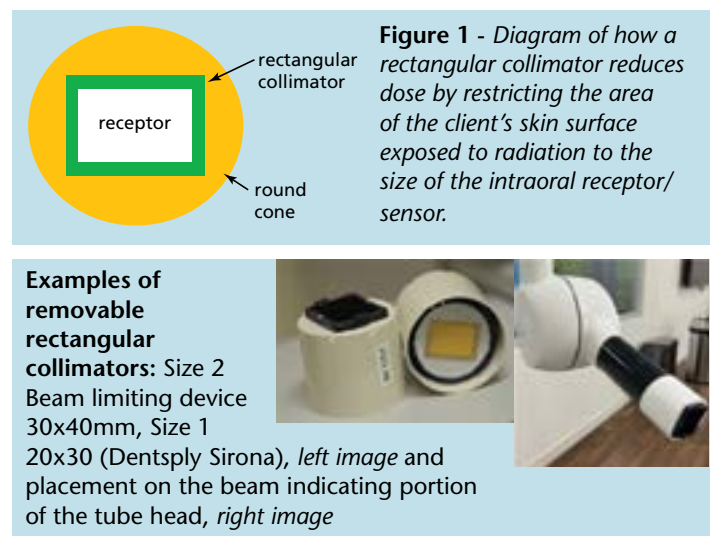 rectangular
collimator
receptor
round
cone
Figure 1 - Diagram of how a
rectangular collimator reduces
dose by restricting the area
of the client’s skin surface
exposed to radiation to the
size of the intraoral receptor/
sensor.
Examples of
removable
rectangular
collimators: Size 2
Beam limiting device
30x40mm, Size 1
20x30 (Dentsply Sirona), left image and
placement on the beam indicating portion
of the tube head, right image